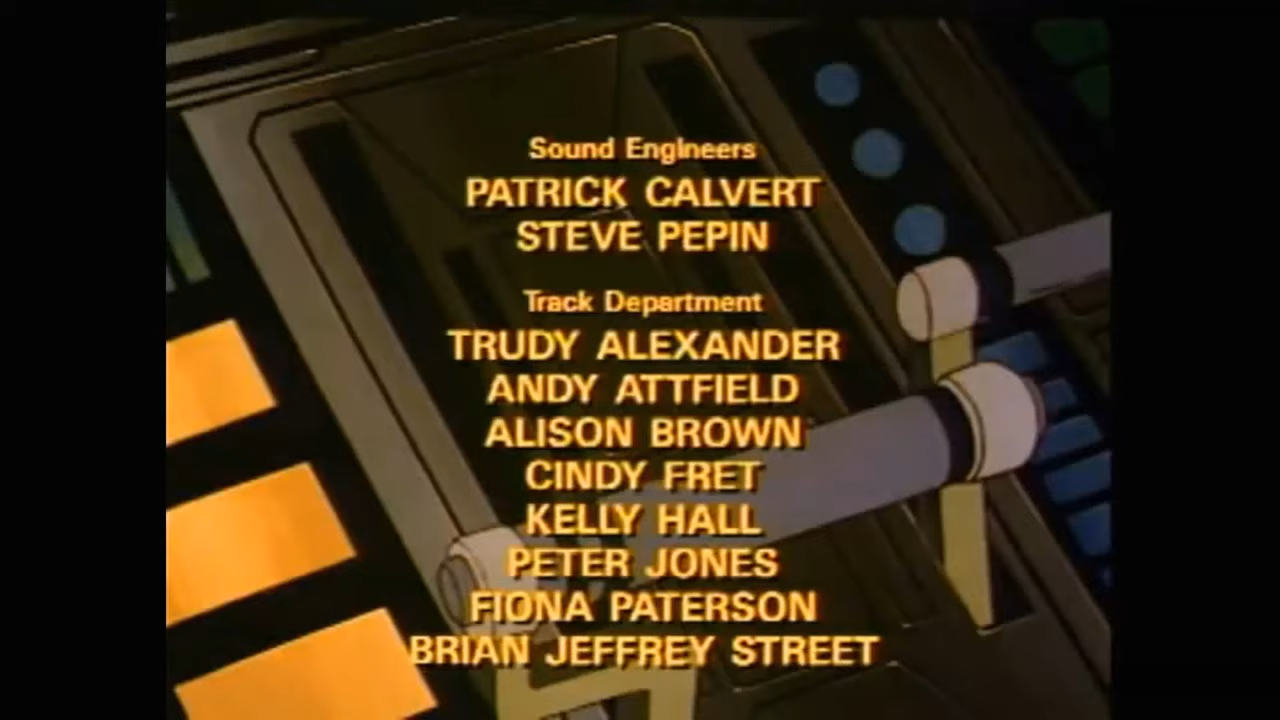 Sound Engineers
PATRICK CALVERT
STEVE PEPIN
Track Department
TRUDY ALEXANDER
ANDY ATTFIELD
ALISON BROWN
CINDY FRET
KELLY HALL
PETER JONES
FIONA PATERSON
BRIAN JEFFREY STREET